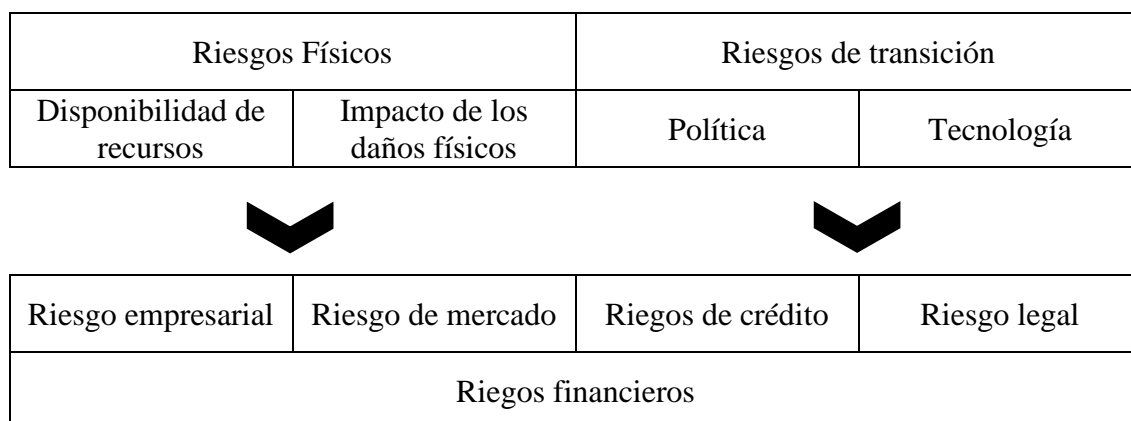 Riesgos Físicos
Riesgos de transición
Disponibilidad de
recursos
Impacto de los
daños físicos
Política
Tecnología
Riesgo empresarial
Riesgo de mercado
Riegos de crédito
Riesgo legal
Riegos financieros